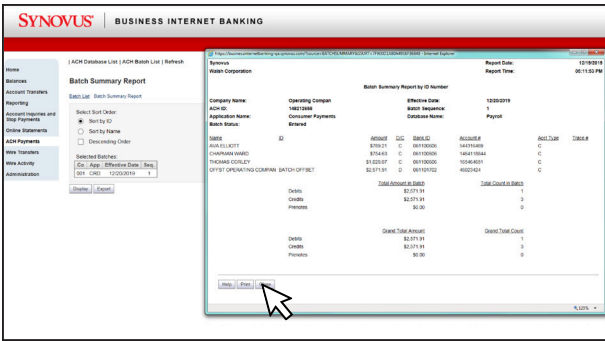 SYNOVUS® | BUSINESS INTERNET BANKING
| ACH Database List | ACH Batch List | Refresh
Home
Balances
Account Transfers
Reporting
Account Inquiries and
Stop Payments
Online Statements
ACH Payments
Wire Transfers
Wire Activity
Administration
Batch Summary Report
Batch List Batch Summary Report
Select Sort Order:
Sort by ID
Sort by Name
Descending Order
Selected Batches:
Co App Effective Date Seq.
001 CRD 12/20/2019 1
Display Export
Internet Explorer
Synovus Report Date: 12/19/2019
Walsh Corporation Report Time: 05:11:53 PM
Batch Summary Report by ID Number
Company Name: Operating Compan Effective Date: 12/20/2019
ACH ID: 1482125698 Batch Sequence: 1
Application Name: Consumer Payments Database Name: Payroll
Batch Status: Entered
Name ID Amount C/D Bank ID Account# Acct Type Trace #
AVA ELLIOTT $789.21 C 061100606 544316489 C
CHAPMAN WARD $754.63 C 061100606 C
THOMAS CORLEY $1,028.07 C 061100606 C
OFFST OPERATING COMPAN BATCH OFFSET $2,571.91 D 061101702 45023424 C
Total Amount in Batch Total Count in Batch
Debits $2,571.91 1
Credits $2,571.91 3
Prenotes $0.00 0
Grand Total Amount Grand Total Count
Debits $2,571.91 1
Credits $2,571.91 3
Prenotes $0.00 0
Help Print
125%